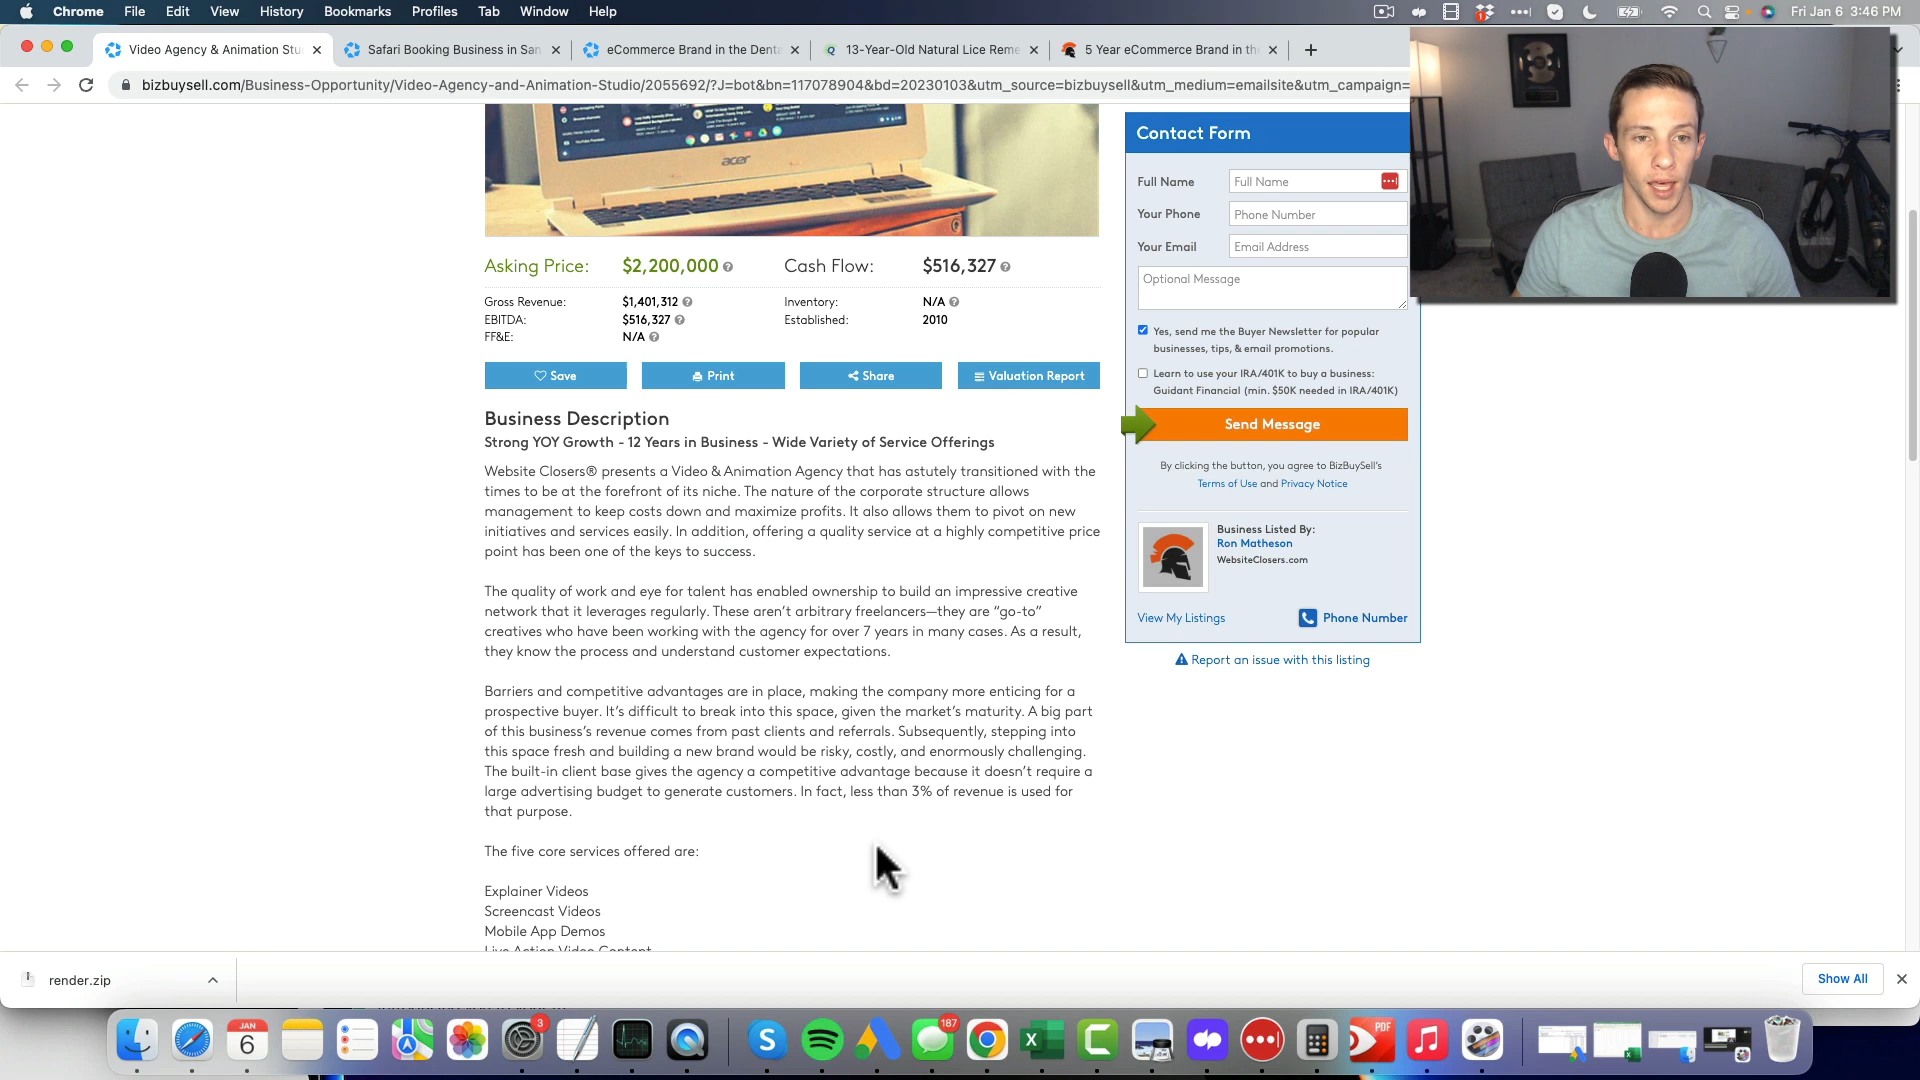 Chrome File Edit View History Bookmarks Profiles Tab Window Help
Fri Jan 6 3:46 PM
Video Agency & Animation Stu
Safari Booking Business in San
eCommerce Brand in the Denta
13-Year-Old Natural Lice Reme
5 Year eCommerce Brand in th
bizbuysell.com/Business-Opportunity/Video-Agency-and-Animation-Studio/2055692/?J=bot&bn=117078904&bd=20230103&utm_source=bizbuysell&utm_medium=emailsite&utm_campaign=
acer
Asking Price: $2,200,000 Cash Flow: $516,327
Gross Revenue: $1,401,312 Inventory: N/A
EBITDA: $516,327 Established: 2010
FF&E: N/A
Save Print Share Valuation Report
Business Description
Strong YOY Growth - 12 Years in Business - Wide Variety of Service Offerings
Website Closers® presents a Video & Animation Agency that has astutely transitioned with the
times to be at the forefront of its niche. The nature of the corporate structure allows
management to keep costs down and maximize profits. It also allows them to pivot on new
initiatives and services easily. In addition, offering a quality service at a highly competitive price
point has been one of the keys to success.
The quality of work and eye for talent has enabled ownership to build an impressive creative
network that it leverages regularly. These aren't arbitrary freelancers—they are “go-to”
creatives who have been working with the agency for over 7 years in many cases. As a result,
they know the process and understand customer expectations.
Barriers and competitive advantages are in place, making the company more enticing for a
prospective buyer. It's difficult to break into this space, given the market's maturity. A big part
of this business's revenue comes from past clients and referrals. Subsequently, stepping into
this space fresh and building a new brand would be risky, costly, and enormously challenging.
The built-in client base gives the agency a competitive advantage because it doesn't require a
large advertising budget to generate customers. In fact, less than 3% of revenue is used for
that purpose.
The five core services offered are:
Explainer Videos
Screencast Videos
Mobile App Demos
Live Action Video Content
Contact Form
Full Name Full Name
Your Phone Phone Number
Your Email Email Address
Optional Message
Yes, send me the Buyer Newsletter for popular
businesses, tips, & email promotions.
Learn to use your IRA/401K to buy a business:
Guidant Financial (min. $50K needed in IRA/401K)
Send Message
By clicking the button, you agree to BizBuySell's
Terms of Use and Privacy Notice
Business Listed By:
Ron Matheson
WebsiteClosers.com
View My Listings Phone Number
Report an issue with this listing
render.zip
Show All
JAN
6
3
187
PDF